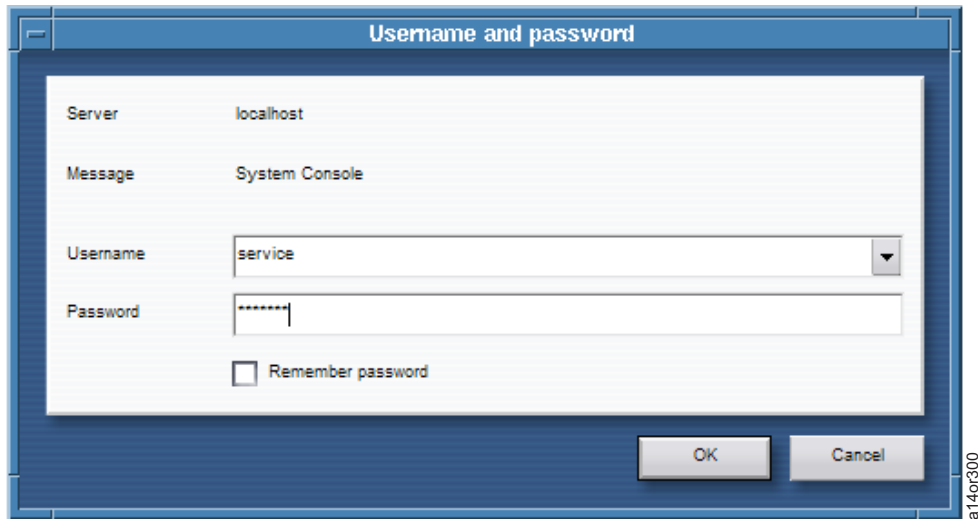 Username and password
Server localhost
Message System Console
Username service
Password *******
Remember password
OK Cancel
a14or300